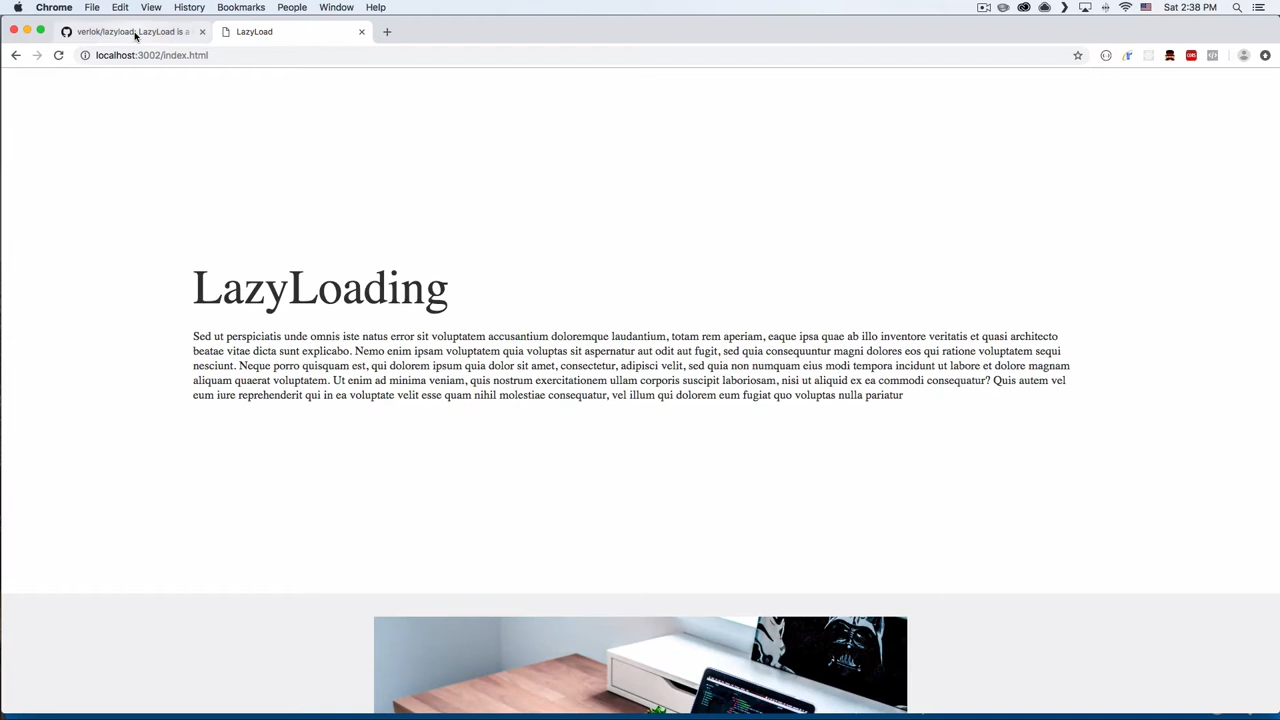 Chrome File Edit View History Bookmarks People Window Help Sat 2:38 PM
verlok/lazyload: LazyLoad is a LazyLoad
localhost:3002/index.html
LazyLoading
Sed ut perspiciatis unde omnis iste natus error sit voluptatem accusantium doloremque laudantium, totam rem aperiam, eaque ipsa quae ab illo inventore veritatis et quasi architecto
beatae vitae dicta sunt explicabo. Nemo enim ipsam voluptatem quia voluptas sit aspernatur aut odit aut fugit, sed quia consequuntur magni dolores eos qui ratione voluptatem sequi
nesciunt. Neque porro quisquam est, qui dolorem ipsum quia dolor sit amet, consectetur, adipisci velit, sed quia non numquam eius modi tempora incidunt ut labore et dolore magnam
aliquam quaerat voluptatem. Ut enim ad minima veniam, quis nostrum exercitationem ullam corporis suscipit laboriosam, nisi ut aliquid ex ea commodi consequatur? Quis autem vel
eum iure reprehenderit qui in ea voluptate velit esse quam nihil molestiae consequatur, vel illum qui dolorem eum fugiat quo voluptas nulla pariatur